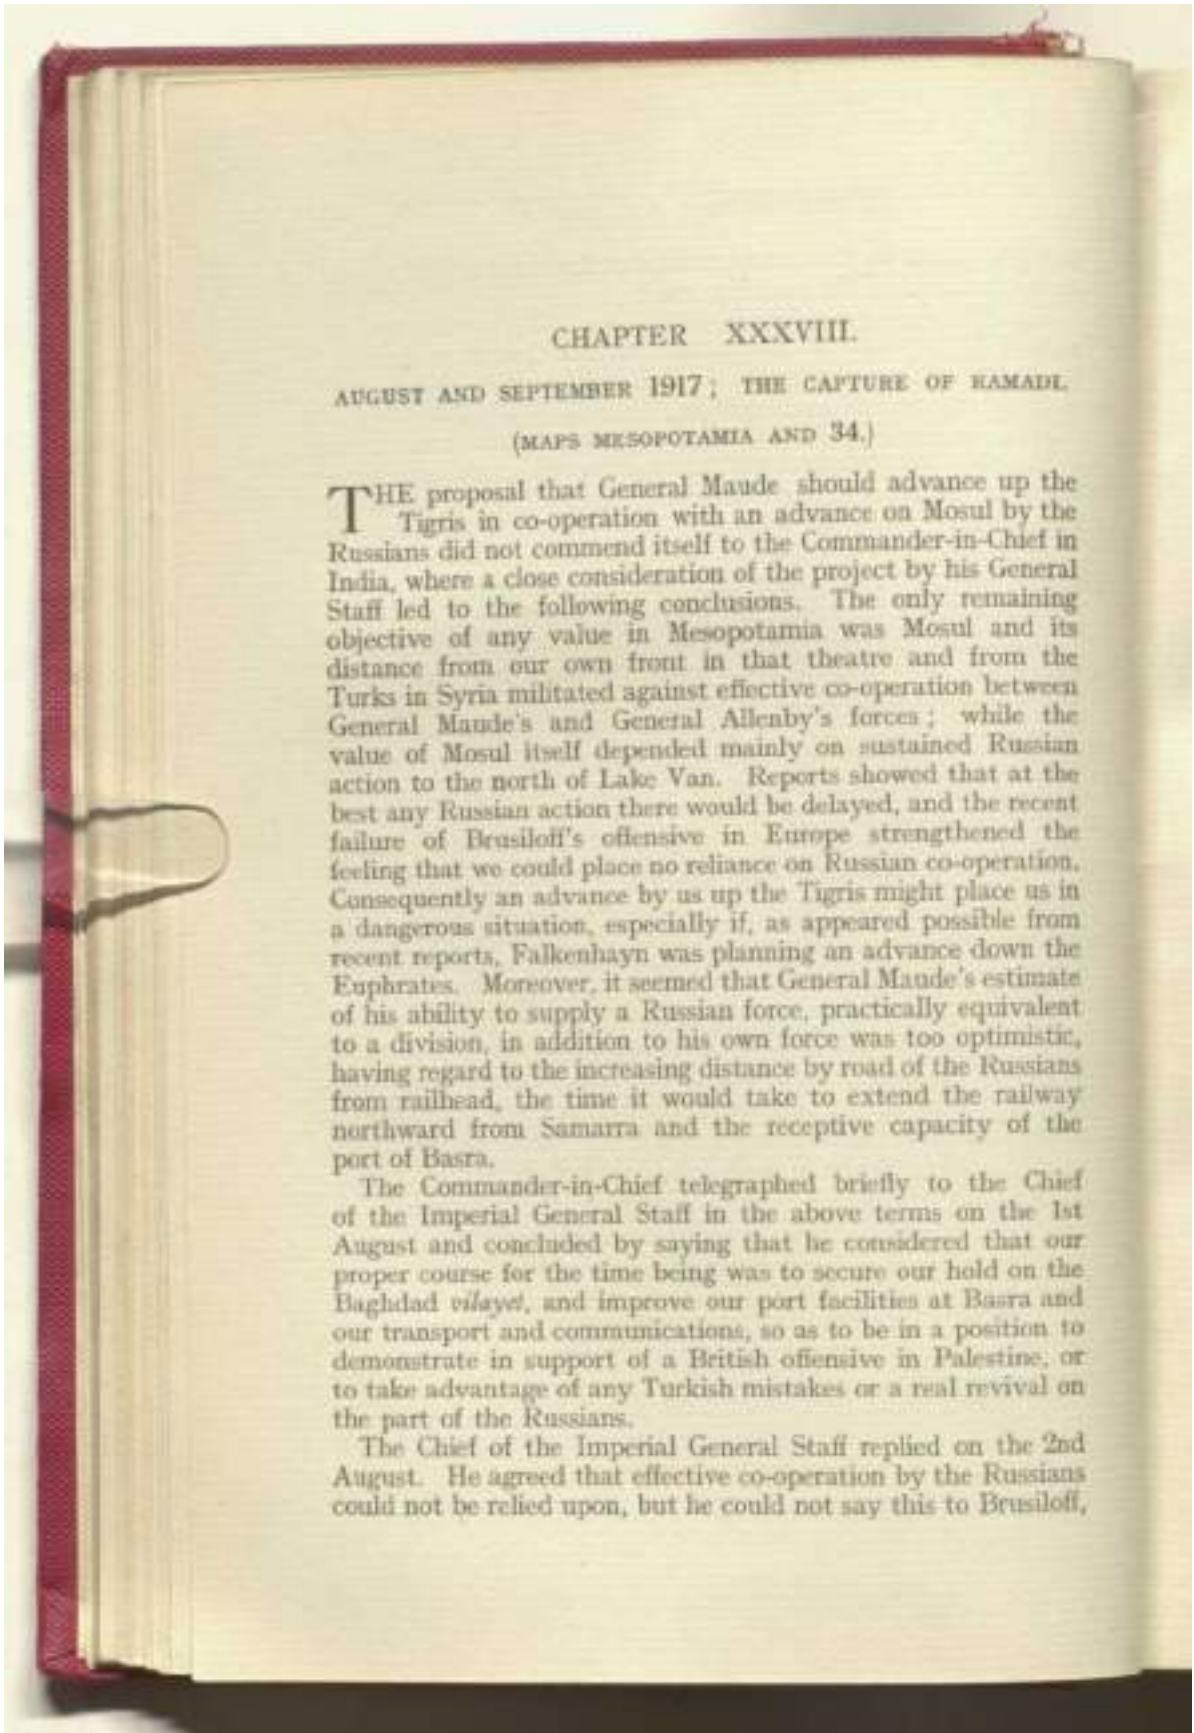 CHAPTER XXXVIII.
AUGUST AND SEPTEMBER 1917; THE CAPTURE OF RAMADI.
(MAPS MESOPOTAMIA AND 34.)
THE proposal that General Maude should advance up the
Tigris in co-operation with an advance on Mosul by the
Russians did not commend itself to the Commander-in-Chief in
India, where a close consideration of the project by his General
Staff led to the following conclusions. The only remaining
objective of any value in Mesopotamia was Mosul and its
distance from our own front in that theatre and from the
Turks in Syria militated against effective co-operation between
General Maude's and General Allenby's forces; while the
value of Mosul itself depended mainly on sustained Russian
action to the north of Lake Van. Reports showed that at the
best any Russian action there would be delayed, and the recent
failure of Brusiloff's offensive in Europe strengthened the
feeling that we could place no reliance on Russian co-operation.
Consequently an advance by us up the Tigris might place us in
a dangerous situation, especially if, as appeared possible from
recent reports, Falkenhayn was planning an advance down the
Euphrates. Moreover, it seemed that General Maude's estimate
of his ability to supply a Russian force, practically equivalent
to a division, in addition to his own force was too optimistic,
having regard to the increasing distance by road of the Russians
from railhead, the time it would take to extend the railway
northward from Samarra and the receptive capacity of the
port of Basra.
The Commander-in-Chief telegraphed briefly to the Chief
of the Imperial General Staff in the above terms on the 1st
August and concluded by saying that he considered that our
proper course for the time being was to secure our hold on the
Baghdad vilayet, and improve our port facilities at Basra and
our transport and communications, so as to be in a position to
demonstrate in support of a British offensive in Palestine, or
to take advantage of any Turkish mistakes or a real revival on
the part of the Russians.
The Chief of the Imperial General Staff replied on the 2nd
August. He agreed that effective co-operation by the Russians
could not be relied upon, but he could not say this to Brusiloff,